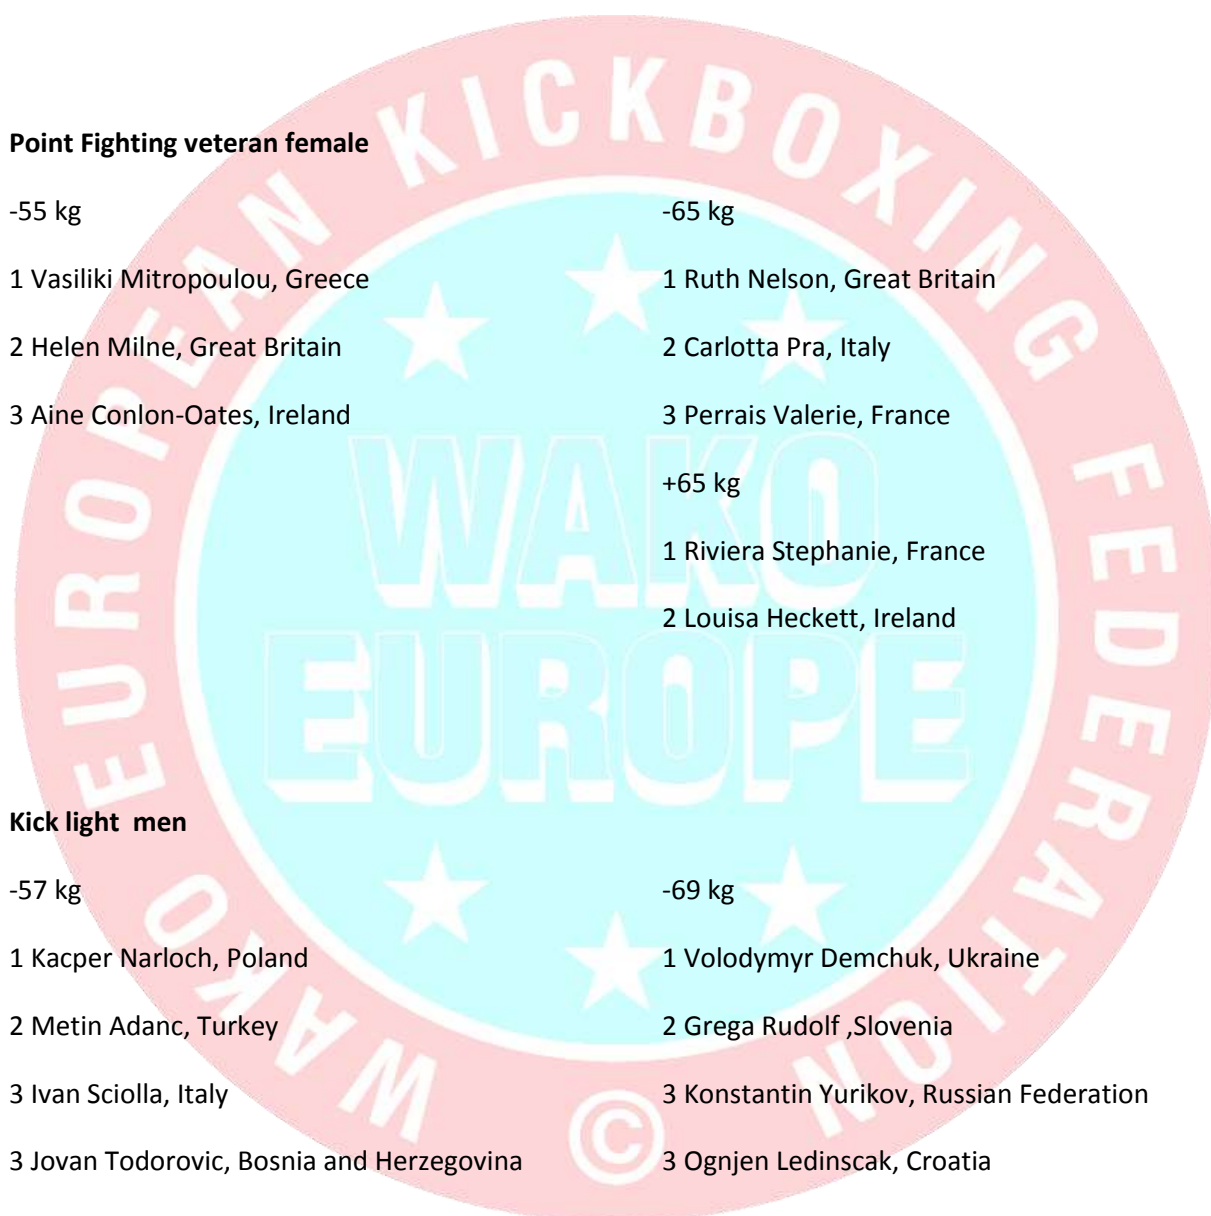 Point Fighting veteran female
-55 kg
1 Vasiliki Mitropoulou, Greece
2 Helen Milne, Great Britain
3 Aine Conlon-Oates, Ireland
-65 kg
1 Ruth Nelson, Great Britain
2 Carlotta Pra, Italy
3 Perrais Valerie, France
+65 kg
1 Riviera Stephanie, France
2 Louisa Heckett, Ireland
Kick light  men
-57 kg
1 Kacper Narloch, Poland
2 Metin Adanc, Turkey
3 Ivan Sciolla, Italy
3 Jovan Todorovic, Bosnia and Herzegovina
-69 kg
1 Volodymyr Demchuk, Ukraine
2 Grega Rudolf ,Slovenia
3 Konstantin Yurikov, Russian Federation
3 Ognjen Ledinscak, Croatia
WAKO EUROPEAN KICKBOXING FEDERATION ©
WAKO
EUROPE